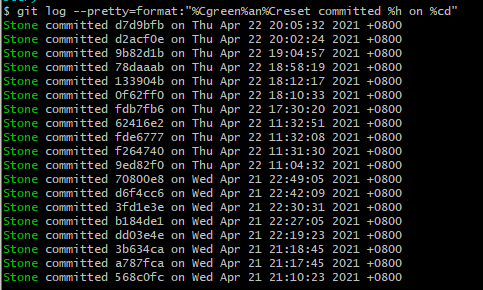 $ git log --pretty=format:"%Cgreen%an%Creset committed %h on %cd"
Stone committed d7d9bfb on Thu Apr 22 20:05:32 2021 +0800
Stone committed d2acf0e on Thu Apr 22 20:02:24 2021 +0800
Stone committed 9b82d1b on Thu Apr 22 19:04:57 2021 +0800
Stone committed 78daaab on Thu Apr 22 18:58:19 2021 +0800
Stone committed 133904b on Thu Apr 22 18:12:17 2021 +0800
Stone committed 0f62ff0 on Thu Apr 22 18:10:33 2021 +0800
Stone committed fdb7fb6 on Thu Apr 22 17:30:20 2021 +0800
Stone committed 62416e2 on Thu Apr 22 11:32:51 2021 +0800
Stone committed fde6777 on Thu Apr 22 11:32:08 2021 +0800
Stone committed f264740 on Thu Apr 22 11:31:30 2021 +0800
Stone committed 9ed82f0 on Thu Apr 22 11:04:32 2021 +0800
Stone committed 70800e8 on Wed Apr 21 22:49:05 2021 +0800
Stone committed d6f4cc6 on Wed Apr 21 22:42:09 2021 +0800
Stone committed 3fd1e3e on Wed Apr 21 22:30:31 2021 +0800
Stone committed b184de1 on Wed Apr 21 22:27:05 2021 +0800
Stone committed dd03e4e on Wed Apr 21 22:19:23 2021 +0800
Stone committed 3b634ca on Wed Apr 21 21:18:45 2021 +0800
Stone committed a787fca on Wed Apr 21 21:17:45 2021 +0800
Stone committed 568c0fc on Wed Apr 21 21:10:23 2021 +0800